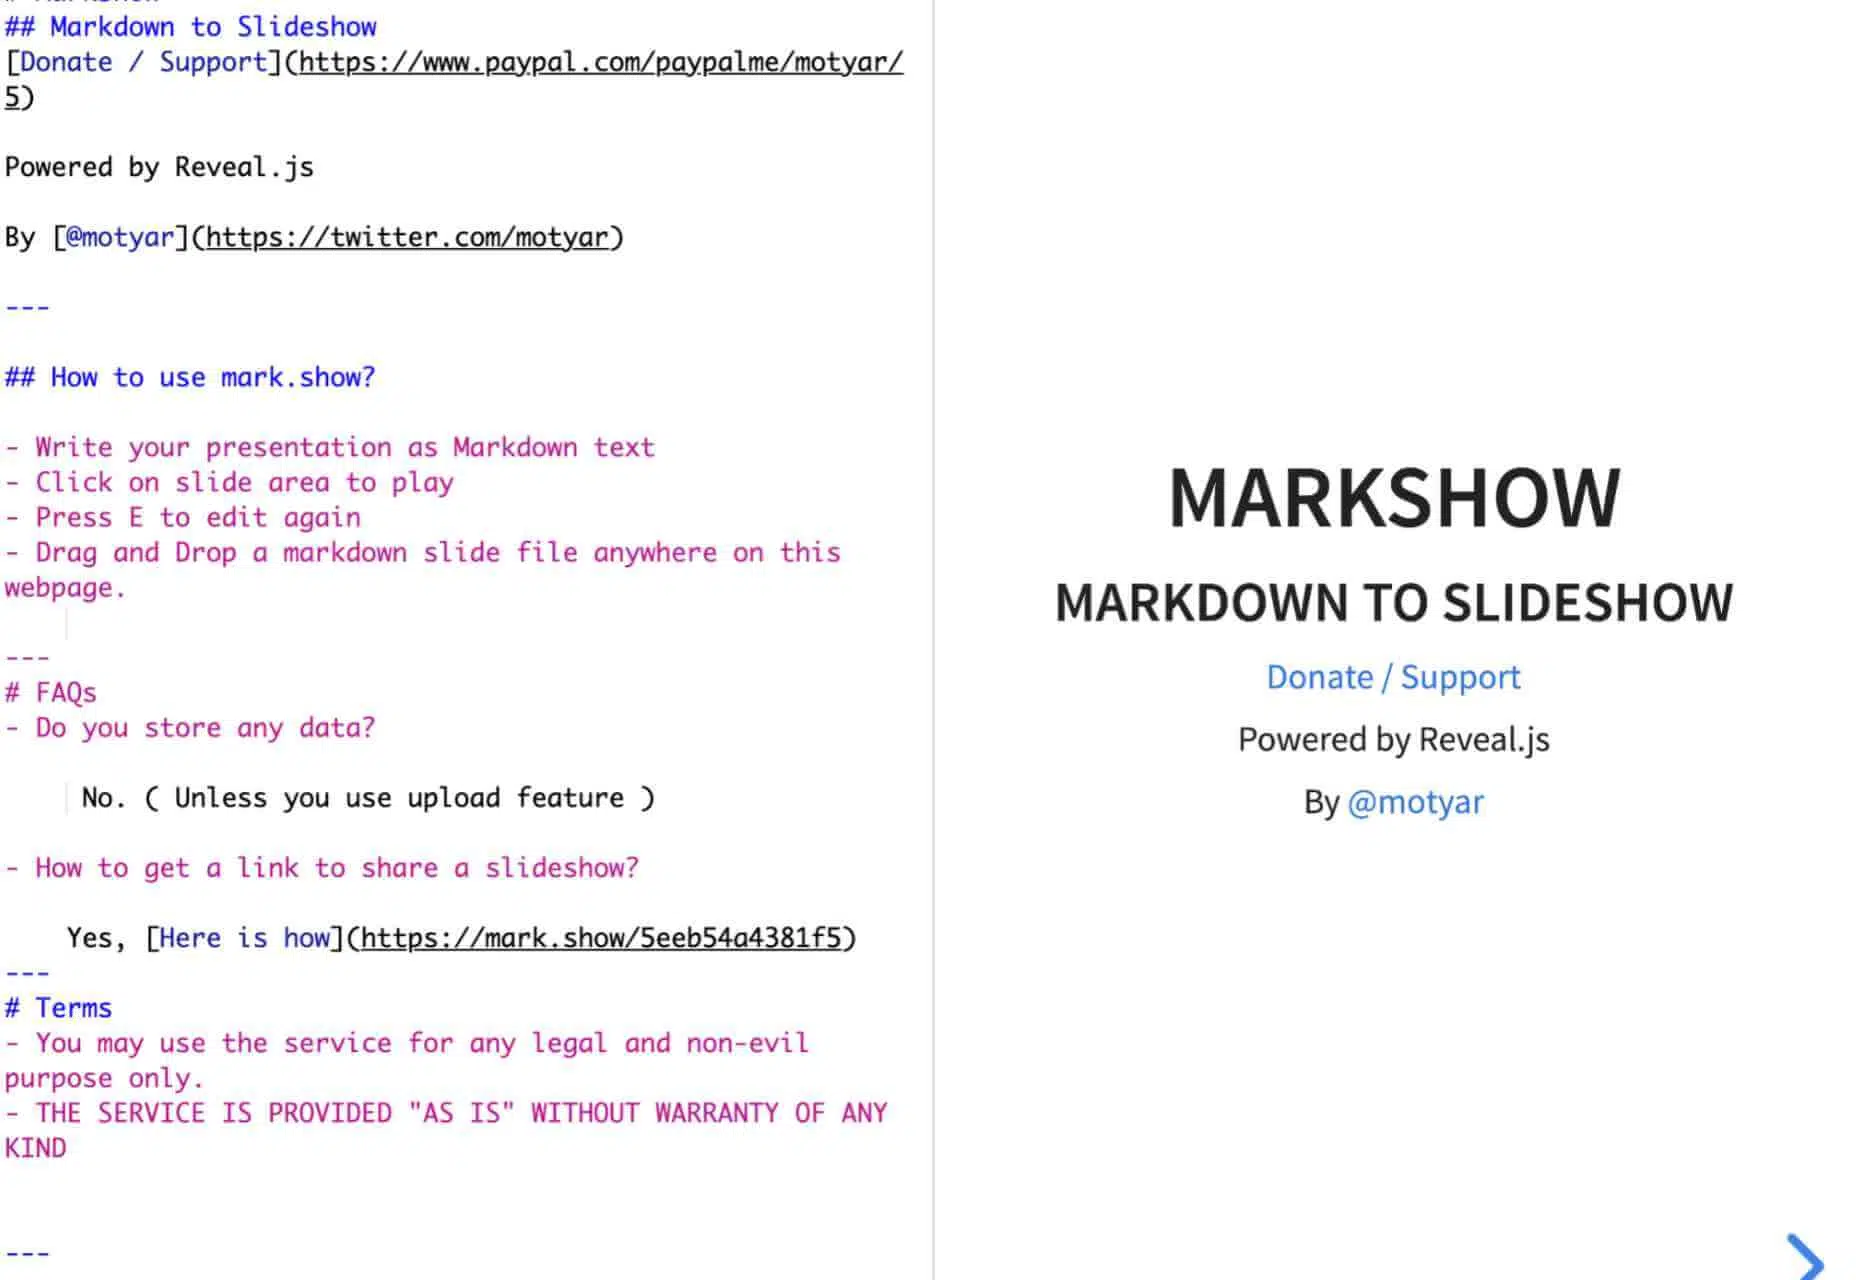 ## Markdown to Slideshow
[Donate / Support](https://www.paypal.com/paypalme/motyar/
5)
Powered by Reveal.js
By [@motyar](https://twitter.com/motyar)
---
## How to use mark.show?
- Write your presentation as Markdown text
- Click on slide area to play
- Press E to edit again
- Drag and Drop a markdown slide file anywhere on this
webpage.
---
# FAQs
- Do you store any data?
No. ( Unless you use upload feature )
- How to get a link to share a slideshow?
Yes, [Here is how](https://mark.show/5eeb54a4381f5)
---
# Terms
- You may use the service for any legal and non-evil
purpose only.
- THE SERVICE IS PROVIDED "AS IS" WITHOUT WARRANTY OF ANY
KIND
---
MARKSHOW
MARKDOWN TO SLIDESHOW
Donate / Support
Powered by Reveal.js
By @motyar